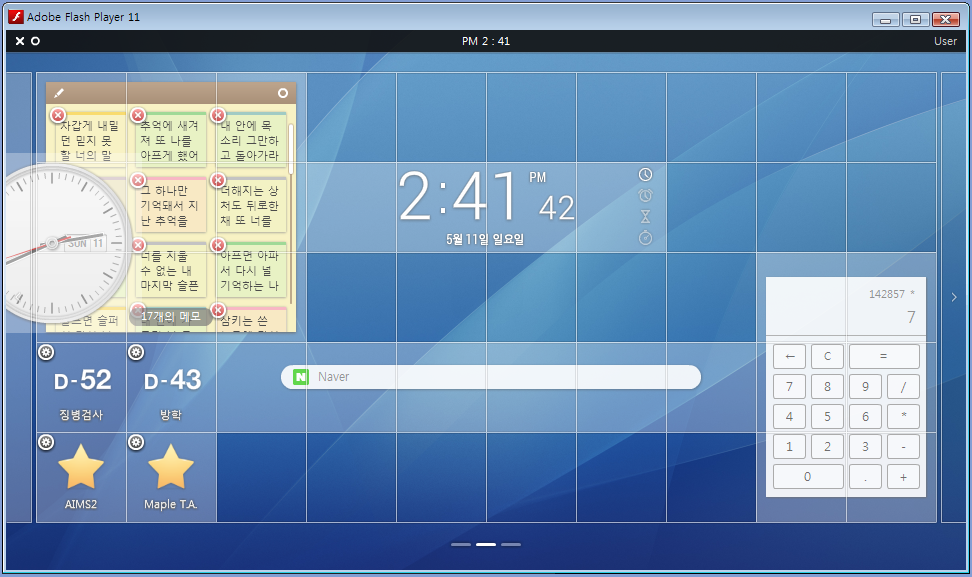 Adobe Flash Player 11
PM 2 : 41
User
차갑게 내밀
던 믿지 못
할 너의 말
추억에 새겨
져 또 나를
아프게 했어
내 안에 목
소리 그만하
고 돌아가라
그 하나만
기억돼서 지
난 추억을
더해지는 상
처도 뒤로한
채 또 너를
너를 지울
수 없는 내
마지막 슬픈
아프면 아파
서 다시 널
기억하는 나
슬프면 슬퍼
17개의 메모
삼키는 쓴
SUN 11
2:41 PM 42
5월 11일 일요일
142857 *
7
← C =
7 8 9 /
4 5 6 *
1 2 3 -
0 . +
N Naver
D-52
징병검사
D-43
방학
AIMS2
Maple T.A.